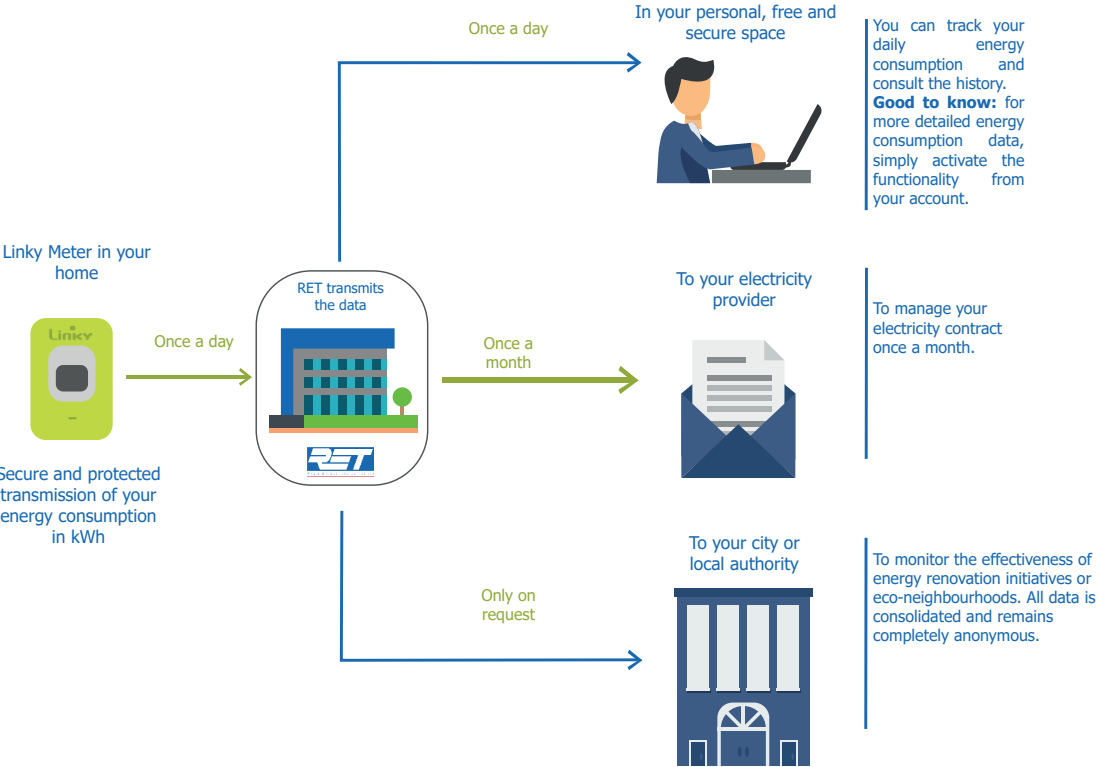 Linky Meter in your
home
Linky
Secure and protected
transmission of your
energy consumption
in kWh
Once a day
RET transmits
the data
RET
Once a day
In your personal, free and
secure space
You can track your
daily energy
consumption and
consult the history.
Good to know: for
more detailed energy
consumption data,
simply activate the
functionality from
your account.
Once a
month
To your electricity
provider
To manage your
electricity contract
once a month.
Only on
request
To your city or
local authority
To monitor the effectiveness of
energy renovation initiatives or
eco-neighbourhoods. All data is
consolidated and remains
completely anonymous.